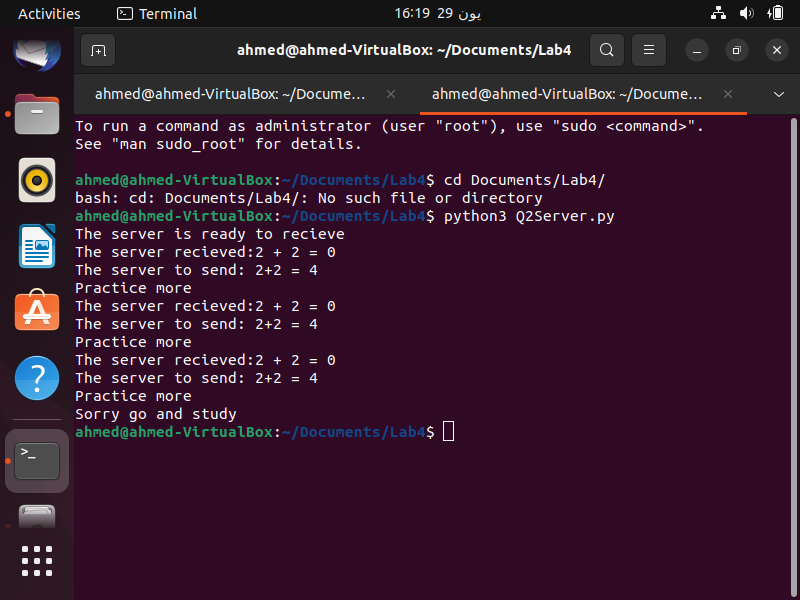 Activities
Terminal
16:19 29 يون
ahmed@ahmed-VirtualBox: ~/Documents/Lab4
ahmed@ahmed-VirtualBox: ~/Docume...
ahmed@ahmed-VirtualBox: ~/Docume...
To run a command as administrator (user "root"), use "sudo <command>".
See "man sudo_root" for details.
ahmed@ahmed-VirtualBox:~/Documents/Lab4$ cd Documents/Lab4/
bash: cd: Documents/Lab4/: No such file or directory
ahmed@ahmed-VirtualBox:~/Documents/Lab4$ python3 Q2Server.py
The server is ready to recieve
The server recieved:2 + 2 = 0
The server to send: 2+2 = 4
Practice more
The server recieved:2 + 2 = 0
The server to send: 2+2 = 4
Practice more
The server recieved:2 + 2 = 0
The server to send: 2+2 = 4
Practice more
Sorry go and study
ahmed@ahmed-VirtualBox:~/Documents/Lab4$